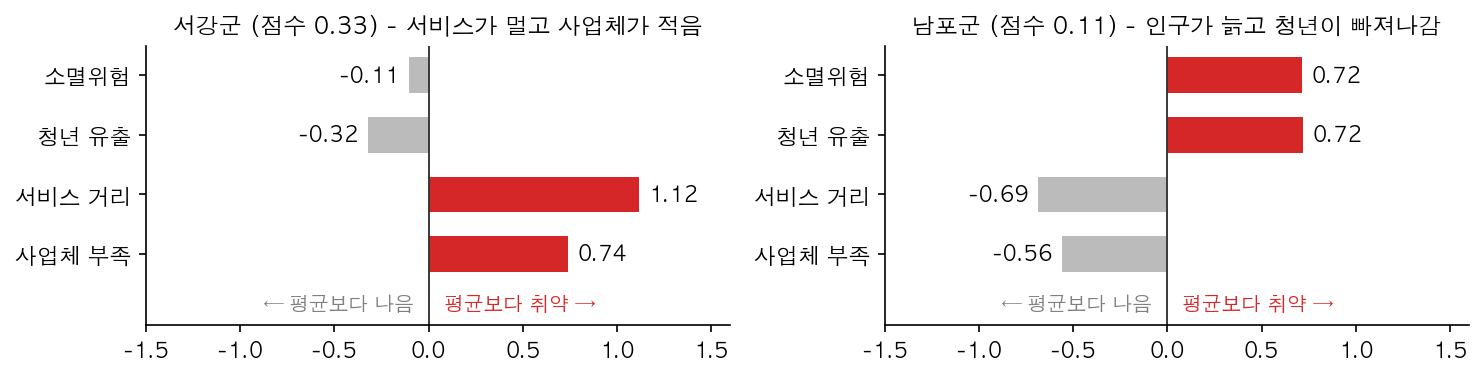 서강군 (점수 0.33) - 서비스가 멀고 사업체가 적음
소멸위험
-0.11
청년 유출
-0.32
서비스 거리
1.12
사업체 부족
0.74
← 평균보다 나음
평균보다 취약 →
-1.5 -1.0 -0.5 0.0 0.5 1.0 1.5
남포군 (점수 0.11) - 인구가 늙고 청년이 빠져나감
소멸위험
0.72
청년 유출
0.72
서비스 거리
-0.69
사업체 부족
-0.56
← 평균보다 나음
평균보다 취약 →
-1.5 -1.0 -0.5 0.0 0.5 1.0 1.5